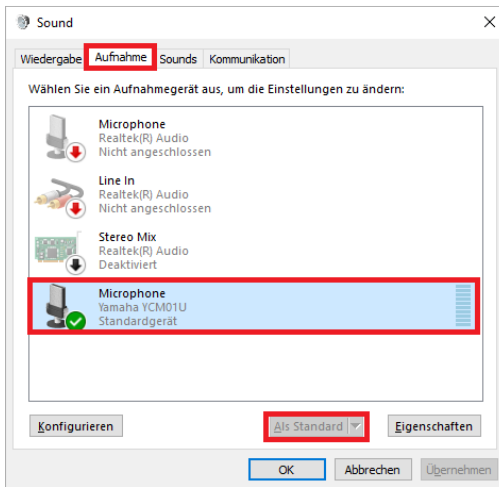 Sound
Wiedergabe Aufnahme Sounds Kommunikation
Wählen Sie ein Aufnahmegerät aus, um die Einstellungen zu ändern:
Microphone
Realtek(R) Audio
Nicht angeschlossen
Line In
Realtek(R) Audio
Nicht angeschlossen
Stereo Mix
Realtek(R) Audio
Deaktiviert
Microphone
Yamaha YCM01U
Standardgerät
Konfigurieren Als Standard Eigenschaften
OK Abbrechen Übernehmen